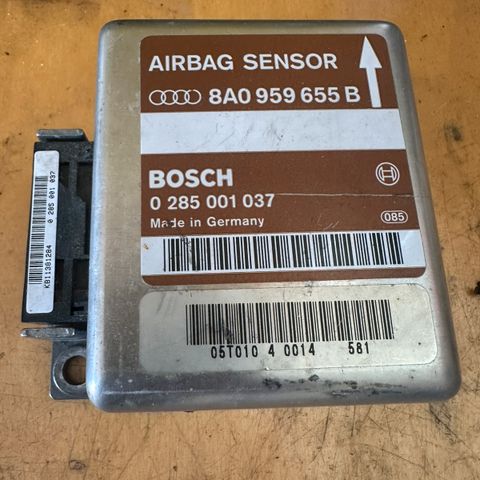 AIRBAG SENSOR
8A0 959 655 B
BOSCH
0 285 001 037
Made in Germany
085
05T010 4 0014 581
KB11381284 0 285 001 037